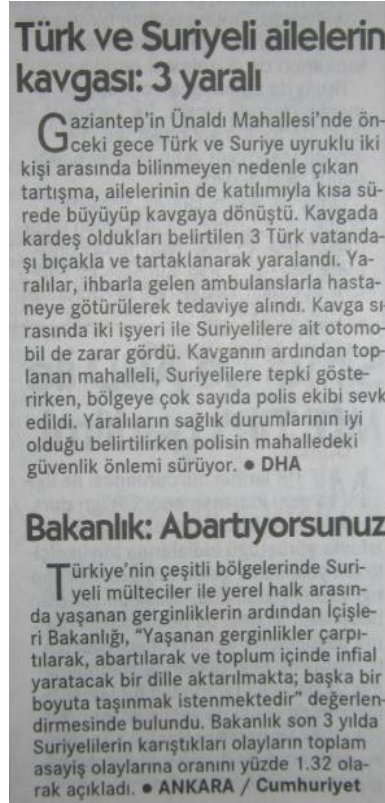 Türk ve Suriyeli ailelerin
kavgası: 3 yaralı
Gaziantep'in Ünaldı Mahallesi'nde ön-
ceki gece Türk ve Suriye uyruklu iki
kişi arasında bilinmeyen nedenle çıkan
tartışma, ailelerinin de katılımıyla kısa sü-
rede büyüyüp kavgaya dönüştü. Kavgada
kardeş oldukları belirtilen 3 Türk vatanda-
şı bıçakla ve tartaklanarak yaralandı. Ya-
ralılar, ihbarla gelen ambulanslarla hasta-
neye götürülerek tedaviye alındı. Kavga sı-
rasında iki işyeri ile Suriyelilere ait otomo-
bil de zarar gördü. Kavganın ardından top-
lanan mahalleli, Suriyelilere tepki göste-
rirken, bölgeye çok sayıda polis ekibi sevk
edildi. Yaralıların sağlık durumlarının iyi
olduğu belirtilirken polisin mahalledeki
güvenlik önlemi sürüyor. ● DHA
Bakanlık: Abartıyorsunuz
Türkiye'nin çeşitli bölgelerinde Suri-
yeli mülteciler ile yerel halk arasın-
da yaşanan gerginliklerin ardından İçişle-
ri Bakanlığı, "Yaşanan gerginlikler çarpı-
tılarak, abartılarak ve toplum içinde infial
yaratacak bir dille aktarılmakta; başka bir
boyuta taşınmak istenmektedir" değerlen-
dirmesinde bulundu. Bakanlık son 3 yılda
Suriyelilerin karıştıkları olayların toplam
asayiş olaylarına oranını yüzde 1.32 ola-
rak açıkladı. ● ANKARA / Cumhuriyet